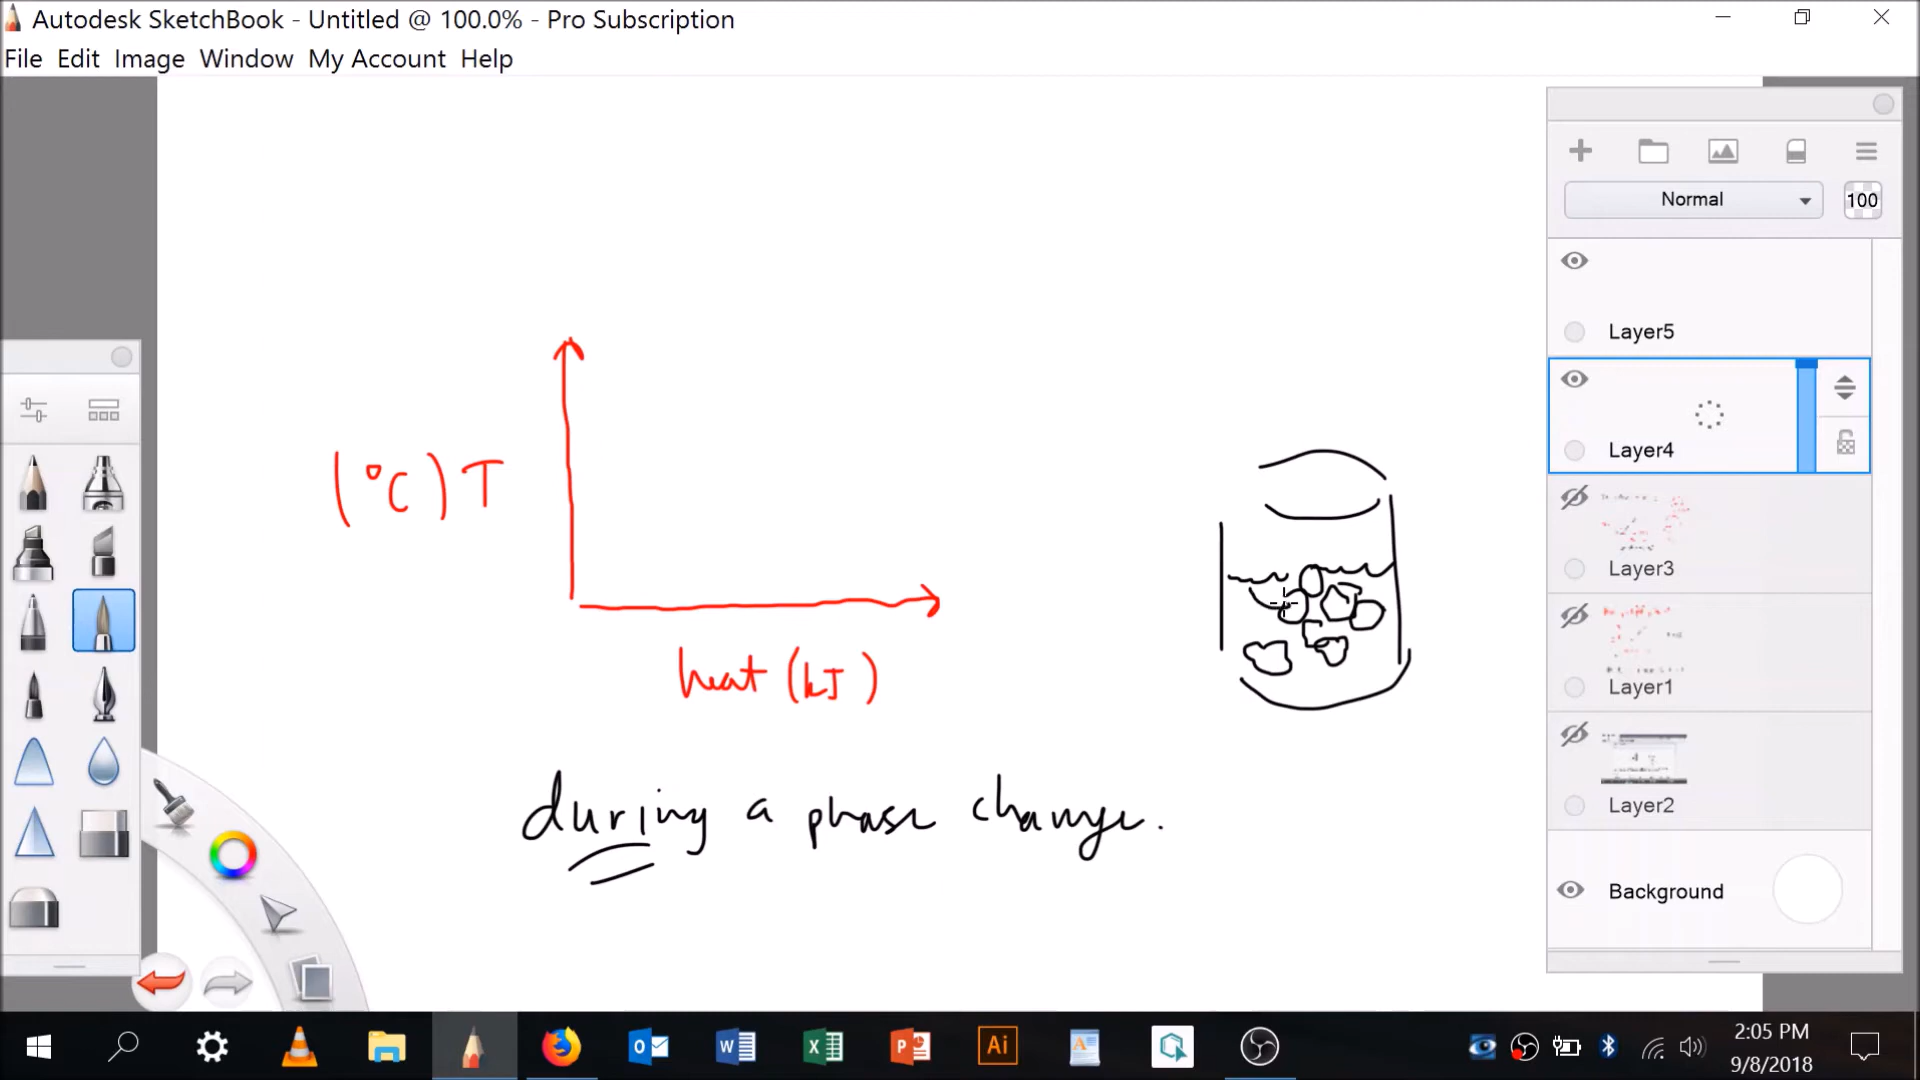 Autodesk SketchBook - Untitled @ 100.0% - Pro Subscription
File Edit Image Window My Account Help
Normal
100
Layer5
Layer4
Layer3
Layer1
Layer2
Background
(°C) T
heat (kJ)
during a phase change.
2:05 PM
9/8/2018